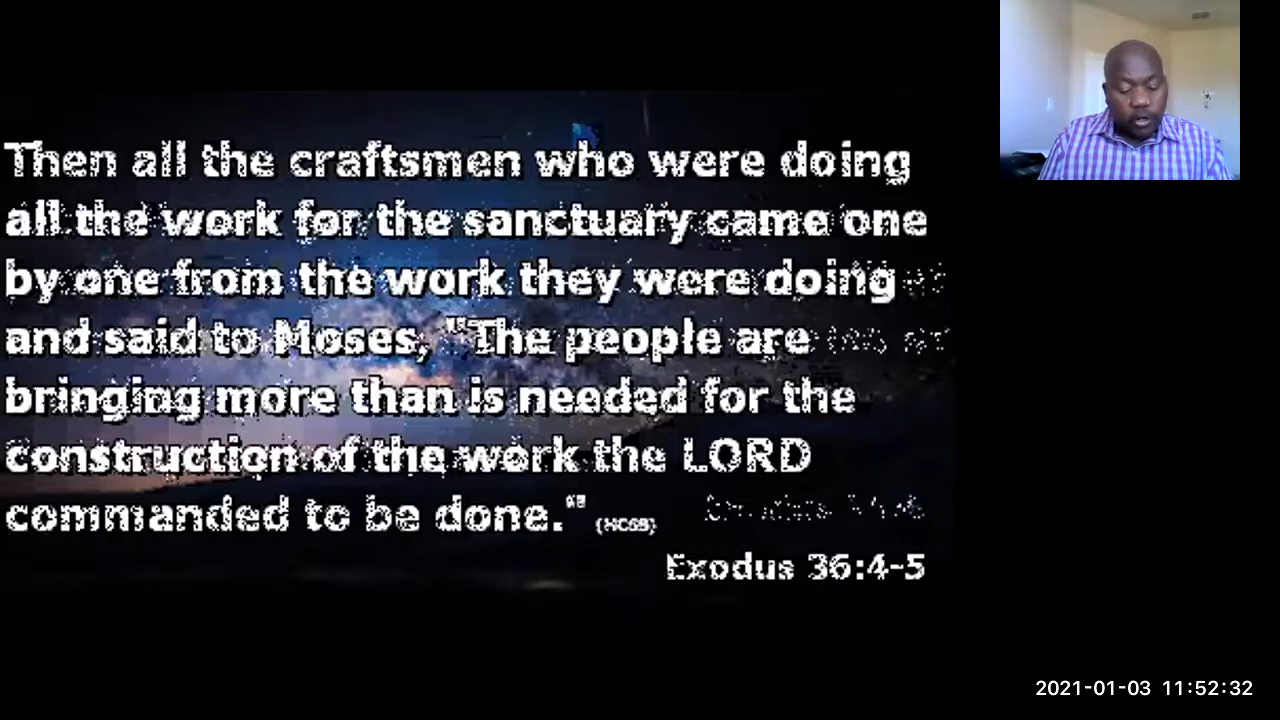 Then all the craftsmen who were doing
all the work for the sanctuary came one
by one from the work they were doing
and said to Moses, "The people are
bringing more than is needed for the
construction of the work the LORD
commanded to be done." (HCSB)
Exodus 36:4-5
2021-01-03 11:52:32